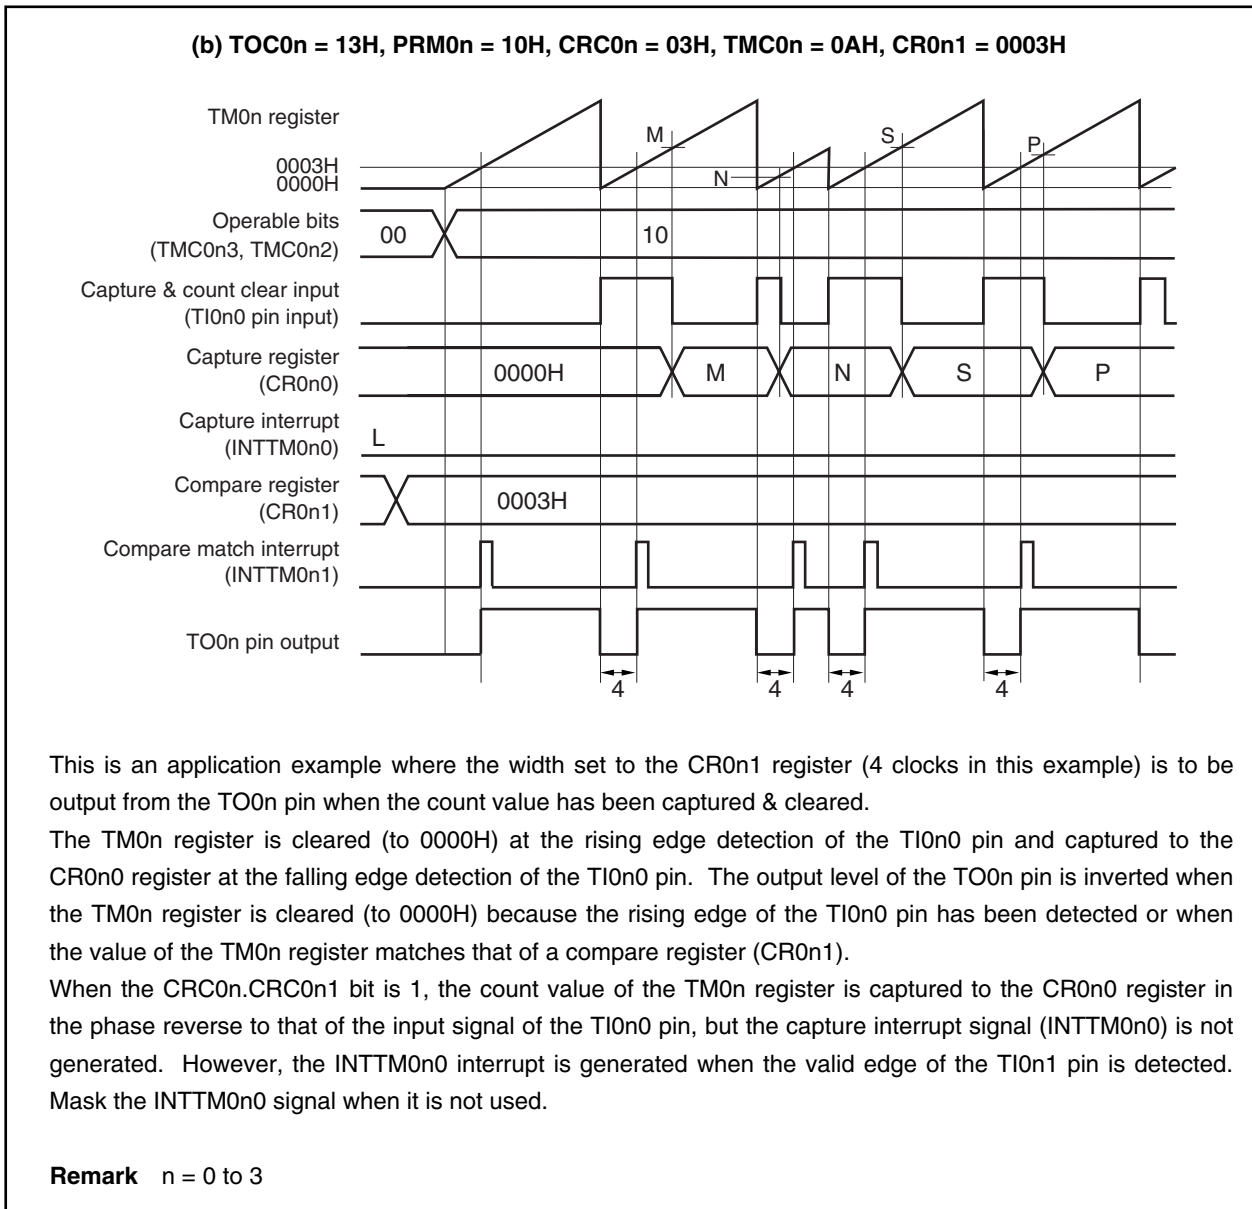 (b) TOC0n = 13H, PRM0n = 10H, CRC0n = 03H, TMC0n = 0AH, CR0n1 = 0003H
TM0n register
M
S
P
0003H
0000H
N
Operable bits
(TMC0n3, TMC0n2)
00
10
Capture & count clear input
(TI0n0 pin input)
Capture register
(CR0n0)
0000H
M
N
S
P
Capture interrupt
(INTTM0n0)
L
Compare register
(CR0n1)
0003H
Compare match interrupt
(INTTM0n1)
TO0n pin output
4
4
4
4
This is an application example where the width set to the CR0n1 register (4 clocks in this example) is to be
output from the TO0n pin when the count value has been captured & cleared.
The TM0n register is cleared (to 0000H) at the rising edge detection of the TI0n0 pin and captured to the
CR0n0 register at the falling edge detection of the TI0n0 pin. The output level of the TO0n pin is inverted when
the TM0n register is cleared (to 0000H) because the rising edge of the TI0n0 pin has been detected or when
the value of the TM0n register matches that of a compare register (CR0n1).
When the CRC0n.CRC0n1 bit is 1, the count value of the TM0n register is captured to the CR0n0 register in
the phase reverse to that of the input signal of the TI0n0 pin, but the capture interrupt signal (INTTM0n0) is not
generated. However, the INTTM0n0 interrupt is generated when the valid edge of the TI0n1 pin is detected.
Mask the INTTM0n0 signal when it is not used.
Remark n = 0 to 3